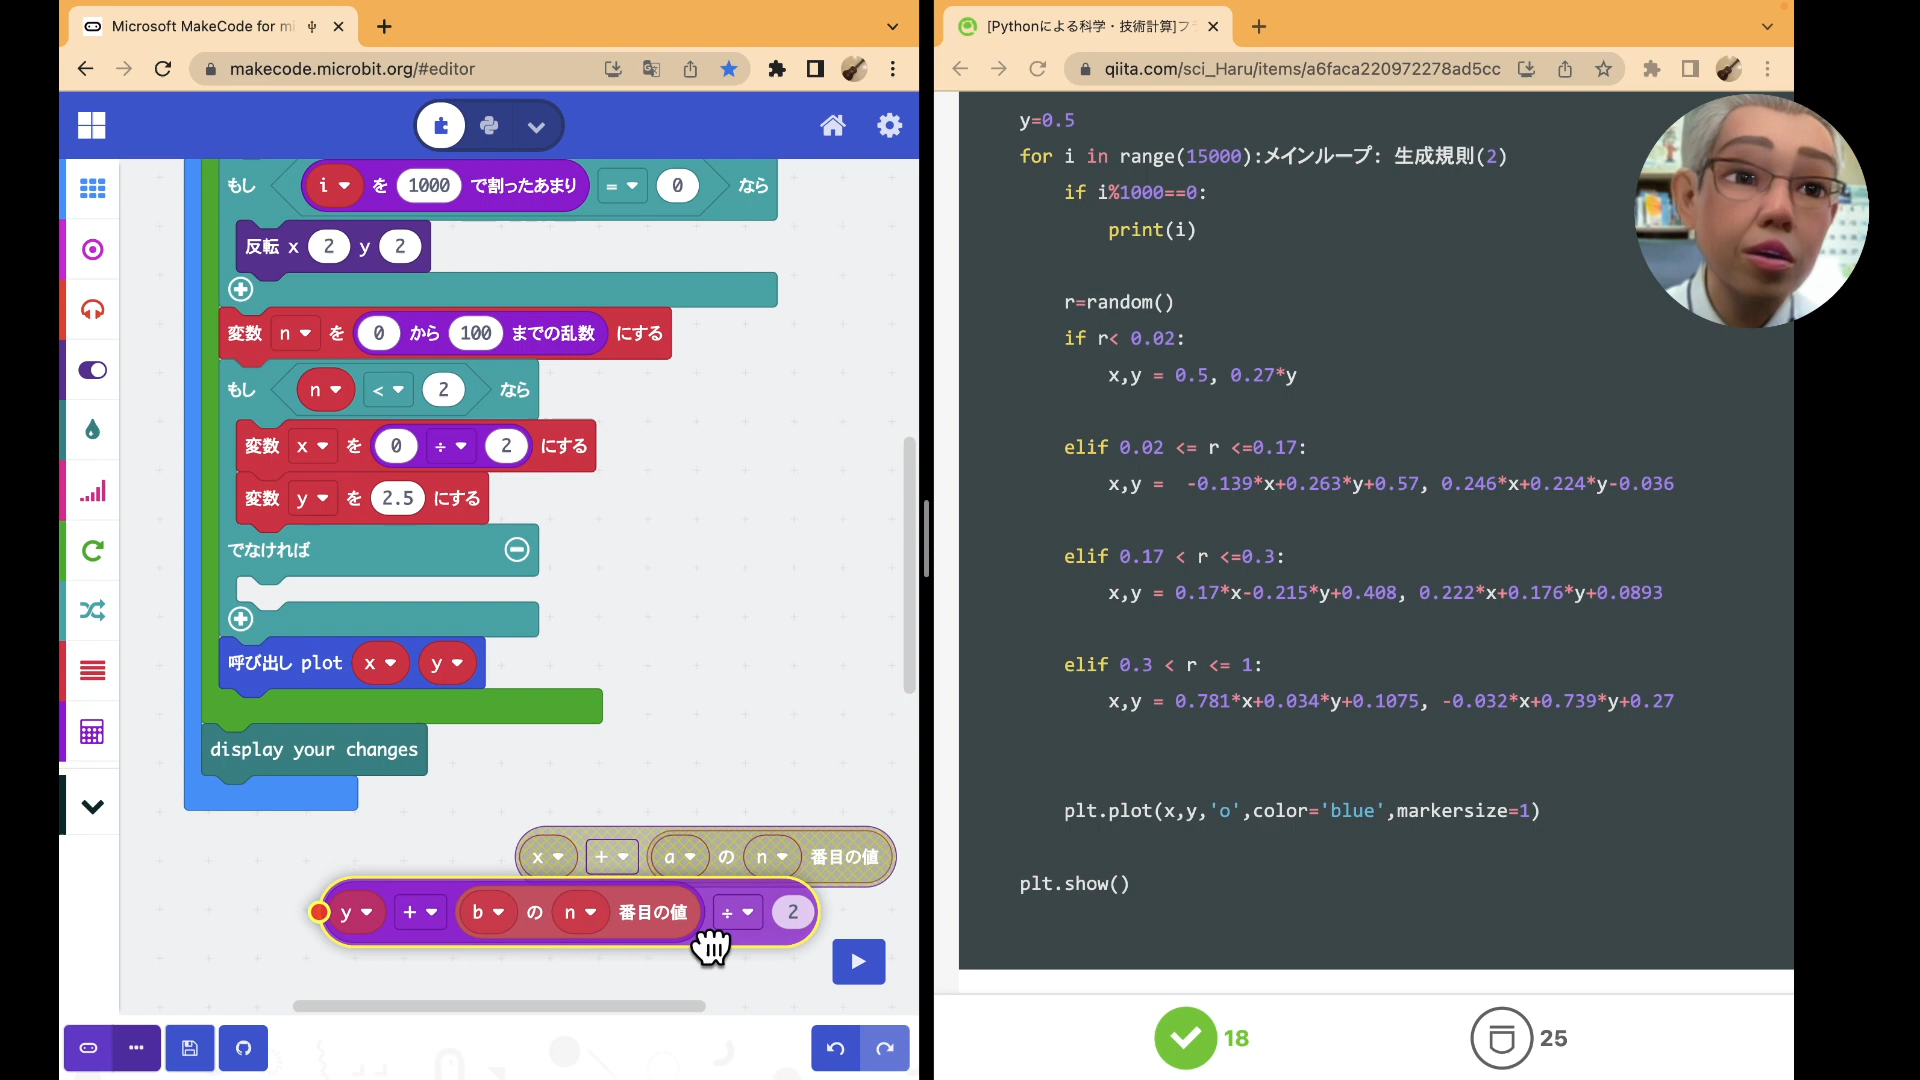 Microsoft MakeCode for mi
makecode.microbit.org/#editor
もし i を 1000 で割ったあまり = 0 なら
反転 x 2 y 2
変数 n を 0 から 100 までの乱数 にする
もし n < 2 なら
変数 x を 0 ÷ 2 にする
変数 y を 2.5 にする
でなければ
呼び出し plot x y
display your changes
x + a の n 番目の値
y + b の n 番目の値 ÷ 2
[Pythonによる科学・技術計算]フ
qiita.com/sci_Haru/items/a6faca220972278ad5cc
y=0.5
for i in range(15000):メインループ: 生成規則(2)
if i%1000==0:
print(i)
r=random()
if r< 0.02:
x,y = 0.5, 0.27*y
elif 0.02 <= r <=0.17:
x,y = -0.139*x+0.263*y+0.57, 0.246*x+0.224*y-0.036
elif 0.17 < r <=0.3:
x,y = 0.17*x-0.215*y+0.408, 0.222*x+0.176*y+0.0893
elif 0.3 < r <= 1:
x,y = 0.781*x+0.034*y+0.1075, -0.032*x+0.739*y+0.27
plt.plot(x,y,'o',color='blue',markersize=1)
plt.show()
18
25